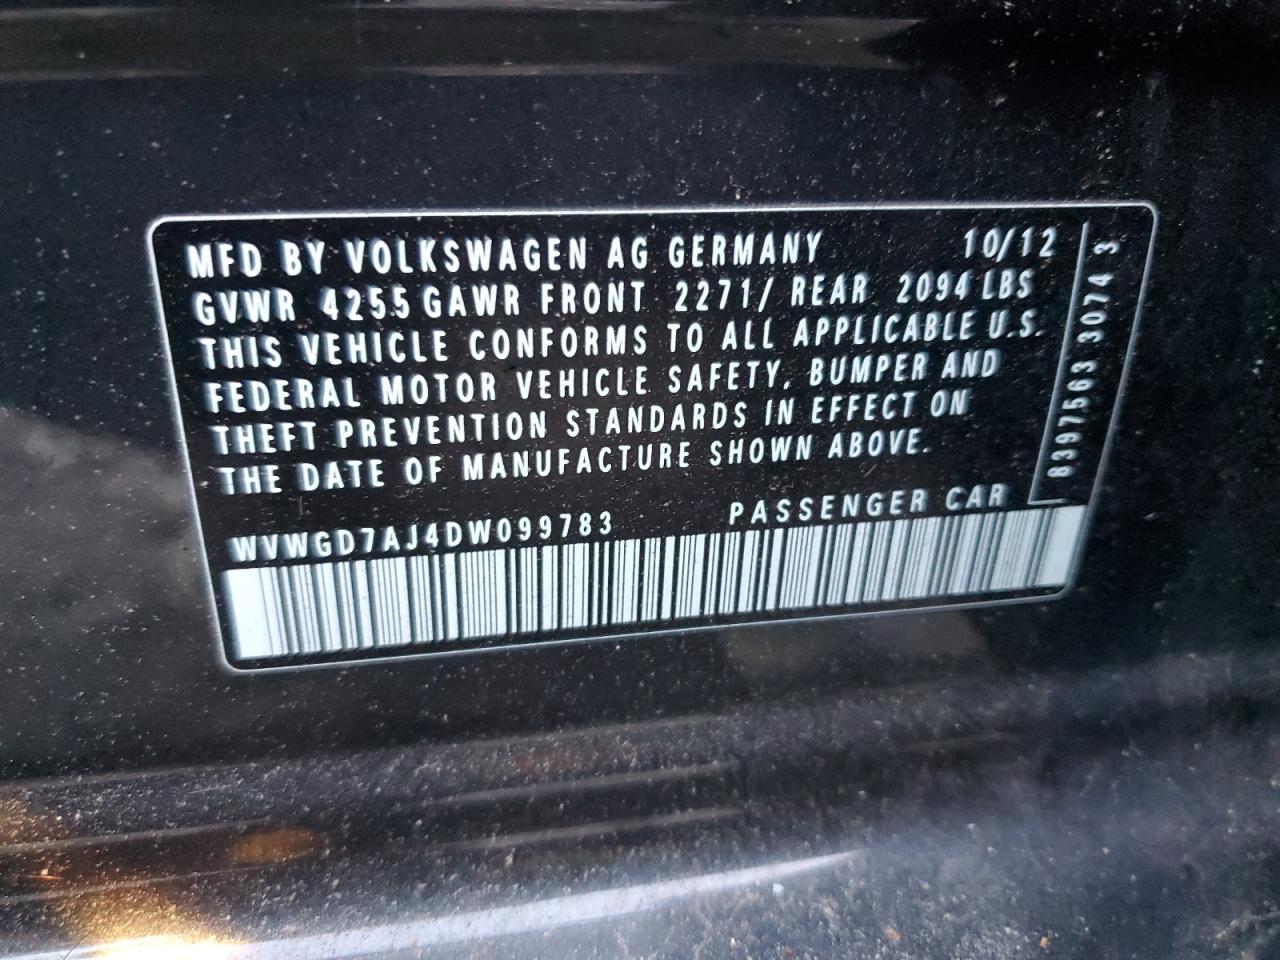 MFD BY VOLKSWAGEN AG GERMANY 10/12
GVWR 4255 GAWR FRONT 2271/ REAR 2094 LBS
THIS VEHICLE CONFORMS TO ALL APPLICABLE U.S.
FEDERAL MOTOR VEHICLE SAFETY, BUMPER AND
THEFT PREVENTION STANDARDS IN EFFECT ON
THE DATE OF MANUFACTURE SHOWN ABOVE.
WVWGD7AJ4DW099783 PASSENGER CAR
8397563 3074 3